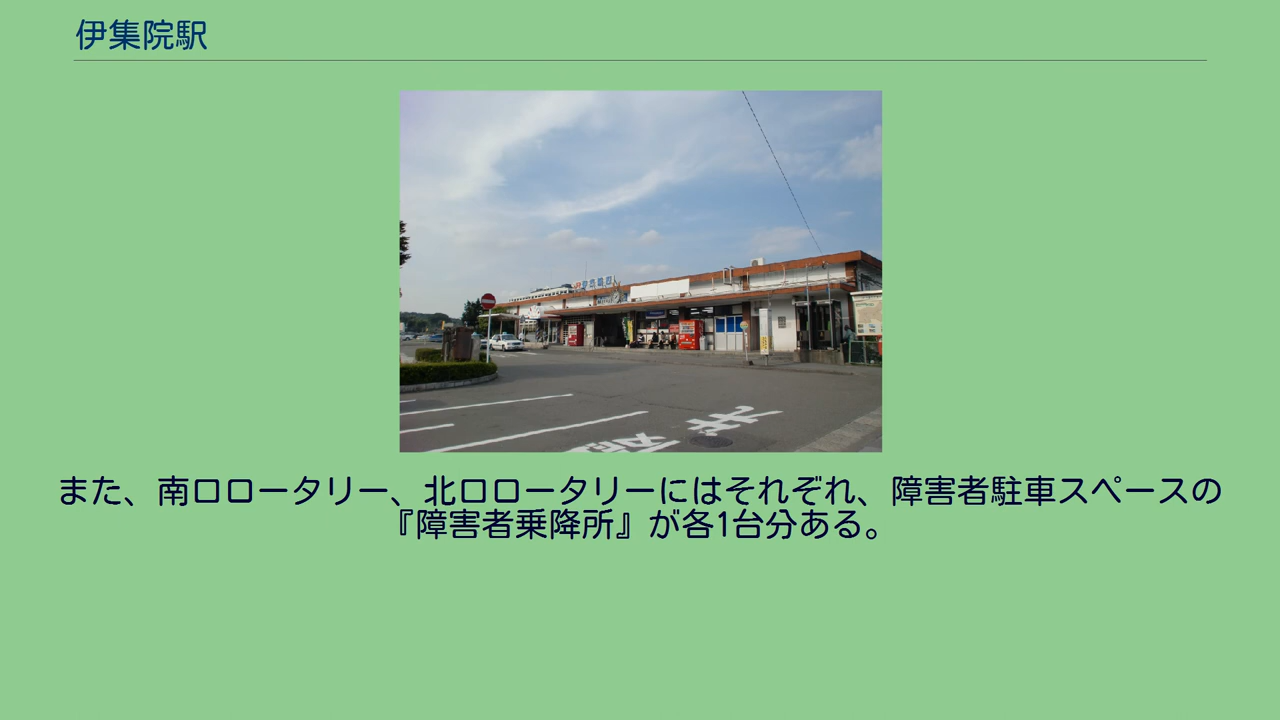 伊集院駅
また、南口ロータリー、北口ロータリーにはそれぞれ、障害者駐車スペースの
『障害者乗降所』が各1台分ある。